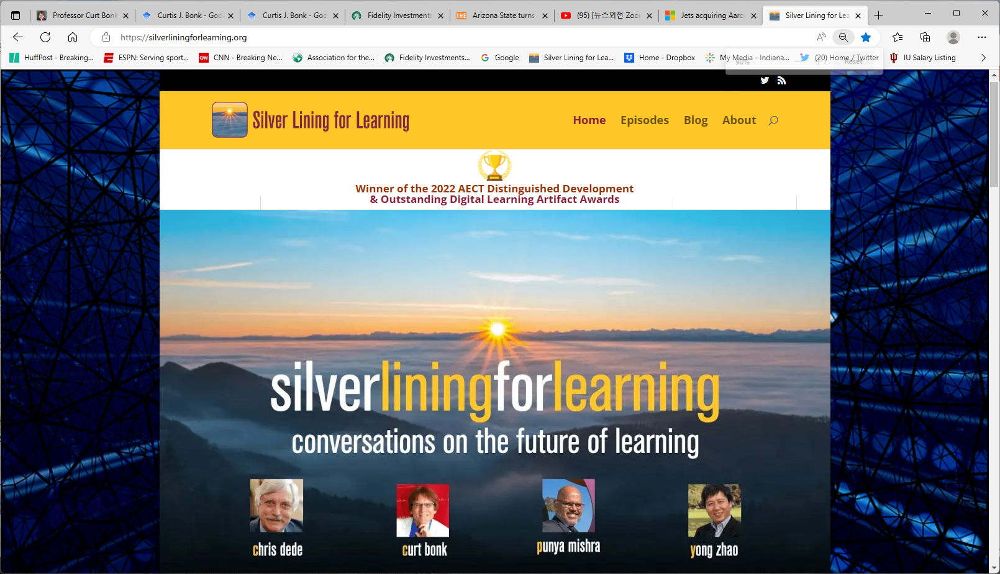 Professor Curt Bonk
Curtis J. Bonk - Goo
Curtis J. Bonk - Goo
Fidelity Investments
IHE
Arizona State turns
(95) [뉴스외전 Zoom
Jets acquiring Aaron
Silver Lining for Lea
https://silverliningforlearning.org
HuffPost - Breaking...
ESPN: Serving sport...
CNN
CNN - Breaking Ne...
Association for the...
Fidelity Investments...
Google
Silver Lining for Lea...
Home - Dropbox
My Media - Indiana...
(20) Home / Twitter
IU Salary Listing
90%
Reset
Silver Lining for Learning
Home
Episodes
Blog
About
Winner of the 2022 AECT Distinguished Development
& Outstanding Digital Learning Artifact Awards
silverliningforlearning
conversations on the future of learning
chris dede
curt bonk
punya mishra
yong zhao